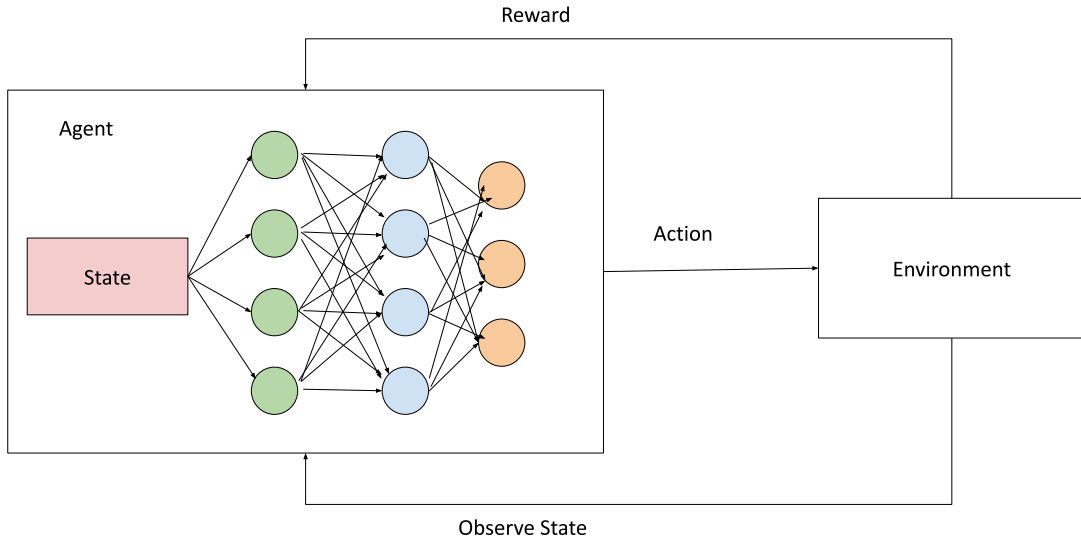 Reward
Agent
State
Action
Environment
Observe State